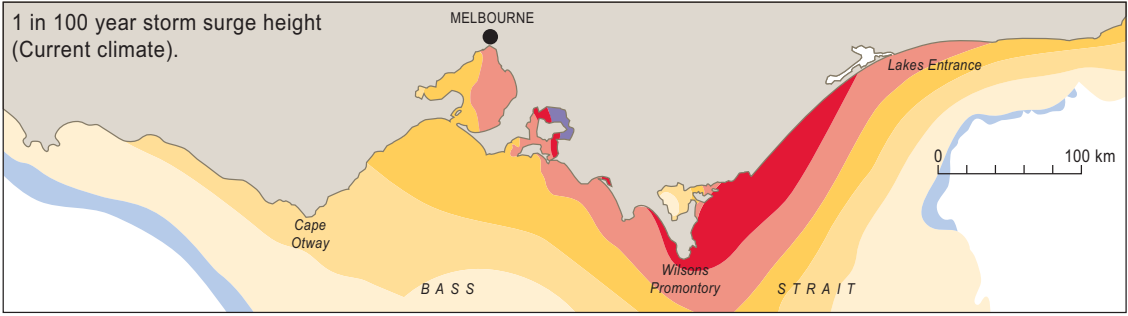 1 in 100 year storm surge height
(Current climate).
MELBOURNE
Lakes Entrance
0 100 km
Cape
Otway
Wilsons
Promontory
BASS STRAIT